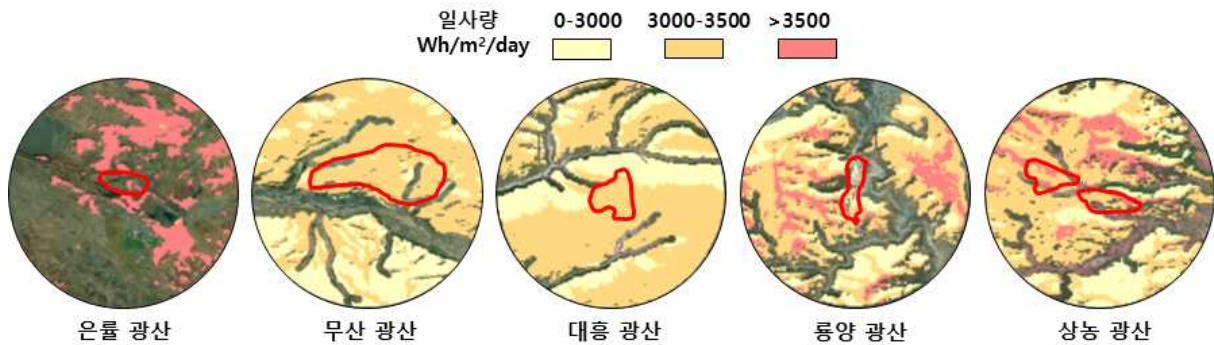 일사량 0-3000 3000-3500 >3500
Wh/m²/day
은률 광산 무산 광산 대흥 광산 룡양 광산 상농 광산